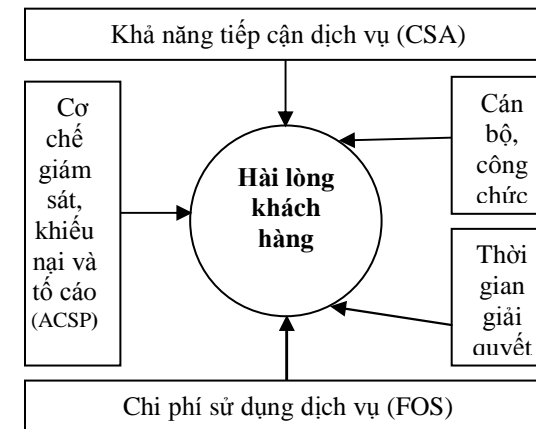 Khả năng tiếp cận dịch vụ (CSA)
Cơ
chế
giám
sát,
khiếu
nại và
tố cáo
(ACSP)
Hài lòng
khách
hàng
Cán
bộ,
công
chức
Thời
gian
giải
quyết
Chi phí sử dụng dịch vụ (FOS)